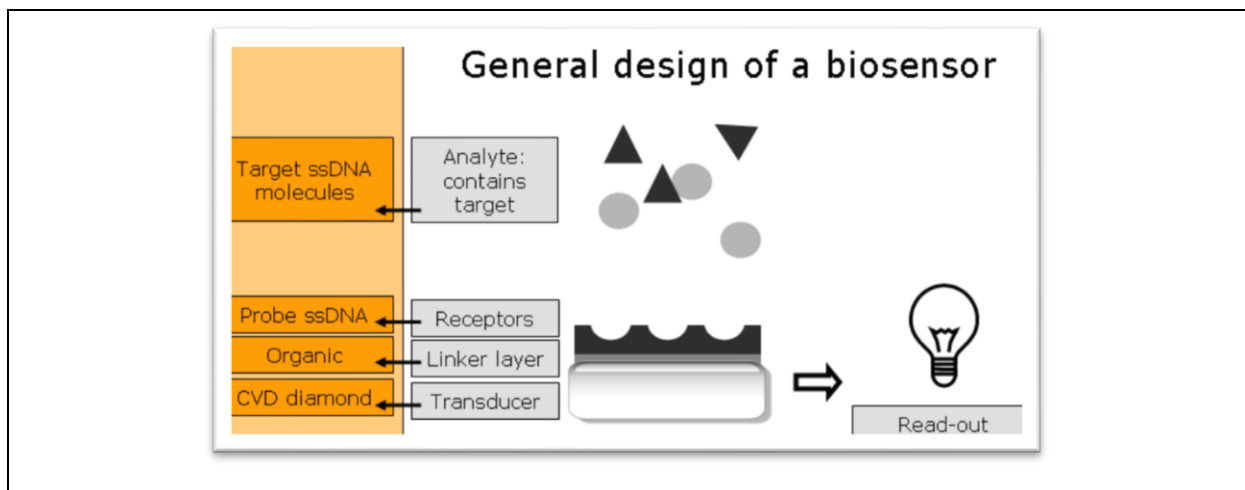 General design of a biosensor
Target ssDNA
molecules
Analyte:
contains
target
Probe ssDNA
Receptors
Organic
Linker layer
CVD diamond
Transducer
Read-out